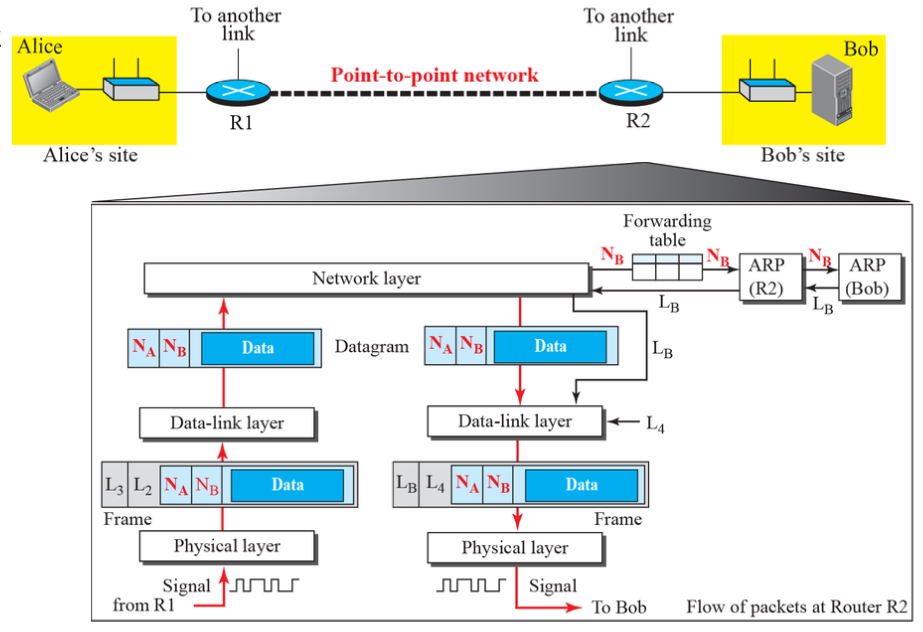 To another
link
To another
link
Alice
Bob
Point-to-point network
R1
R2
Alice's site
Bob's site
Forwarding
table
N_B
N_B
N_B
Network layer
ARP
(R2)
ARP
(Bob)
L_B
L_B
N_A N_B Data
Datagram
N_A N_B Data
L_B
Data-link layer
Data-link layer
L_4
L_3 L_2 N_A N_B Data
L_B L_4 N_A N_B Data
Frame
Frame
Physical layer
Physical layer
Signal
from R1
Signal
To Bob
Flow of packets at Router R2